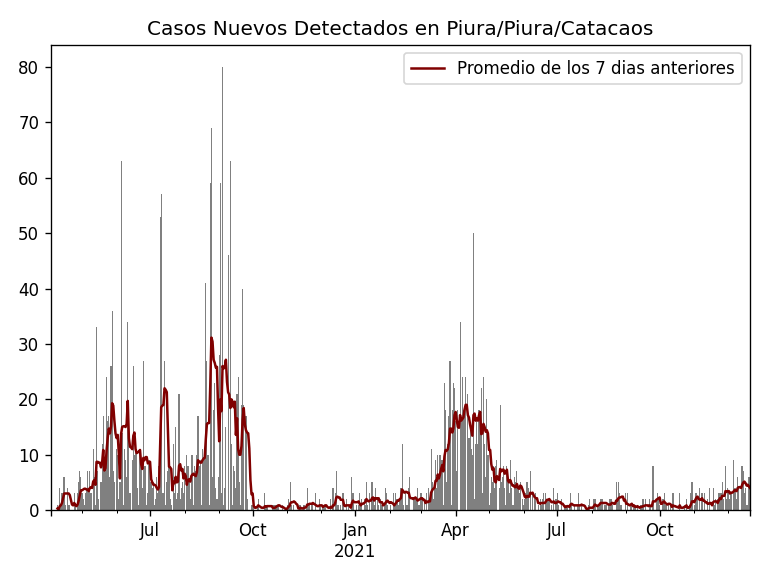 Casos Nuevos Detectados en Piura/Piura/Catacaos
Promedio de los 7 dias anteriores
80
70
60
50
40
30
20
10
0
Jul
Oct
Jan
2021
Apr
Jul
Oct